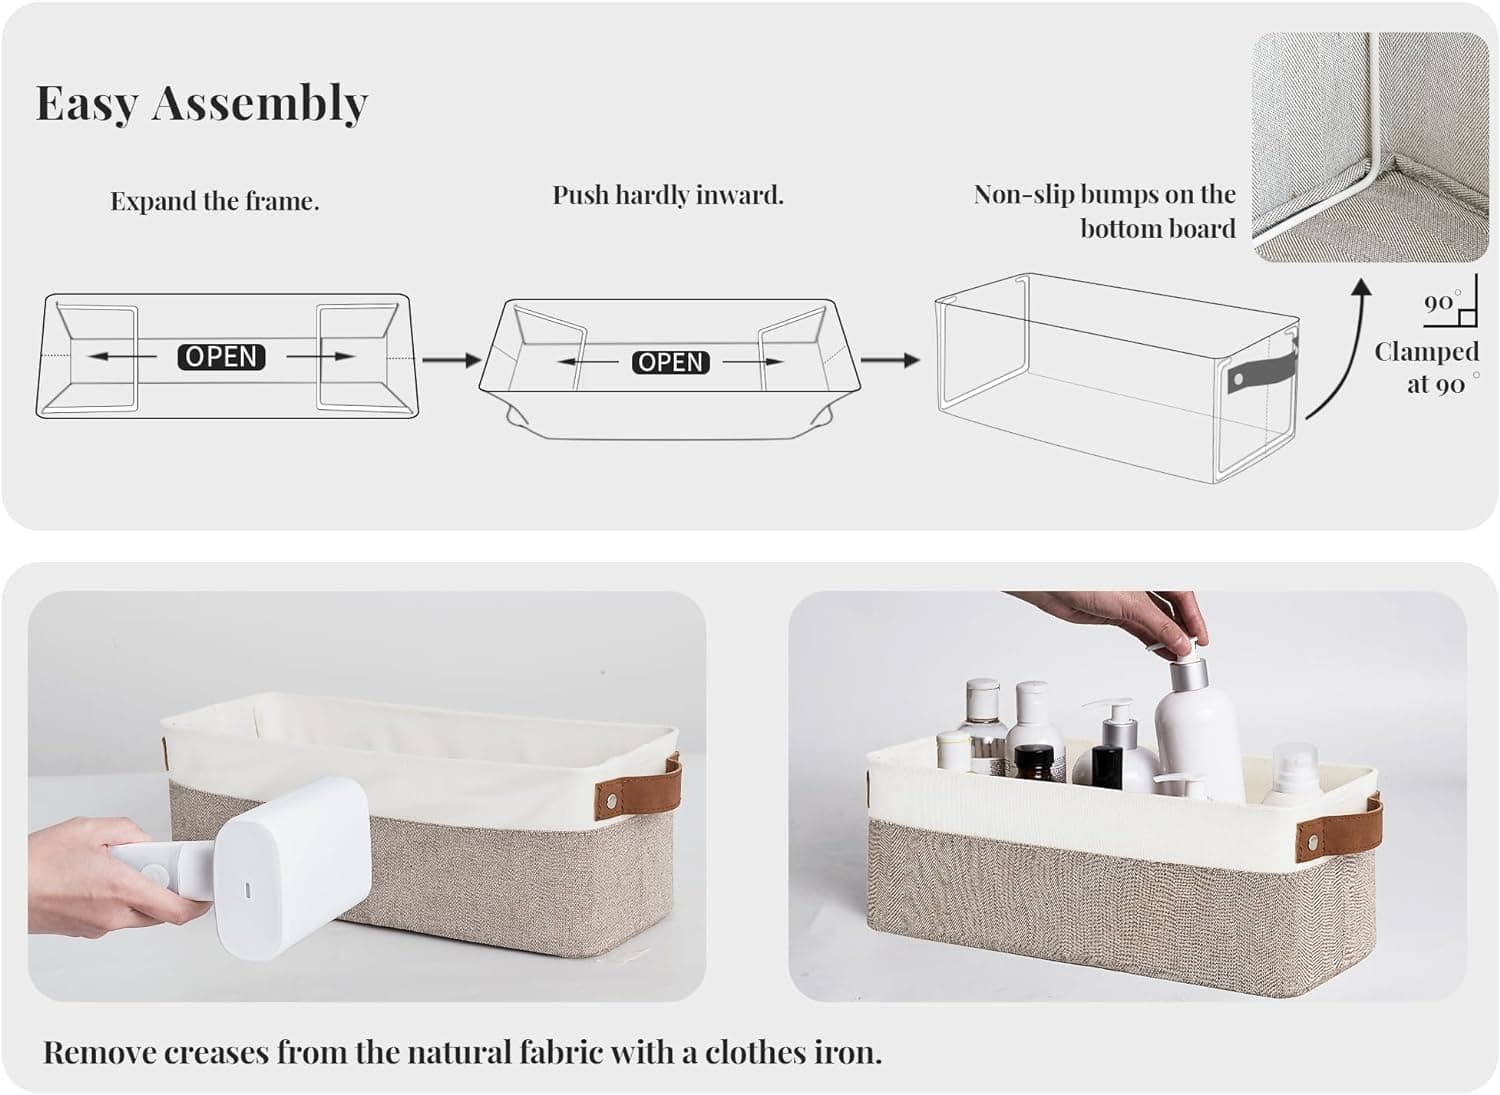 Easy Assembly
Expand the frame.
Push hardly inward.
Non-slip bumps on the
bottom board
OPEN
OPEN
90°
Clamped
at 90°
Remove creases from the natural fabric with a clothes iron.